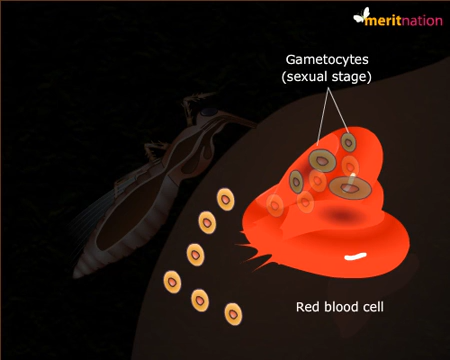 meritnation
Gametocytes
(sexual stage)
Red blood cell